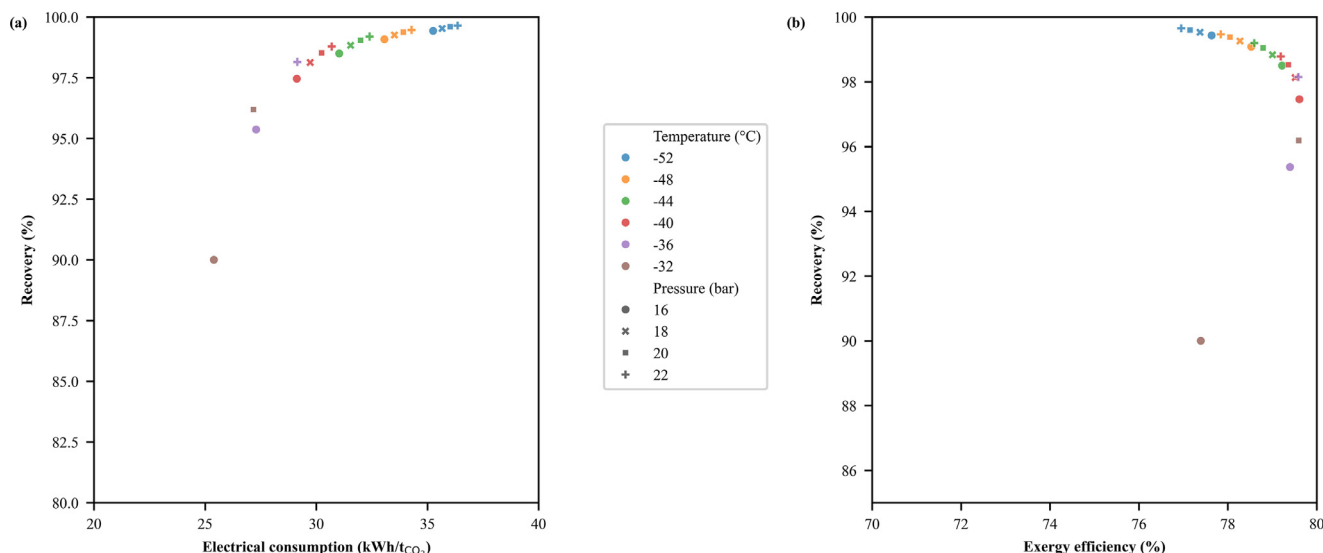 (a)
100.0
97.5
95.0
92.5
90.0
87.5
85.0
82.5
80.0
Recovery (%)
20 25 30 35 40
Electrical consumption (kWh/tCO₂)
Temperature (°C)
-52
-48
-44
-40
-36
-32
Pressure (bar)
16
18
20
22
(b)
100
98
96
94
92
90
88
86
Recovery (%)
70 72 74 76 78 80
Exergy efficiency (%)